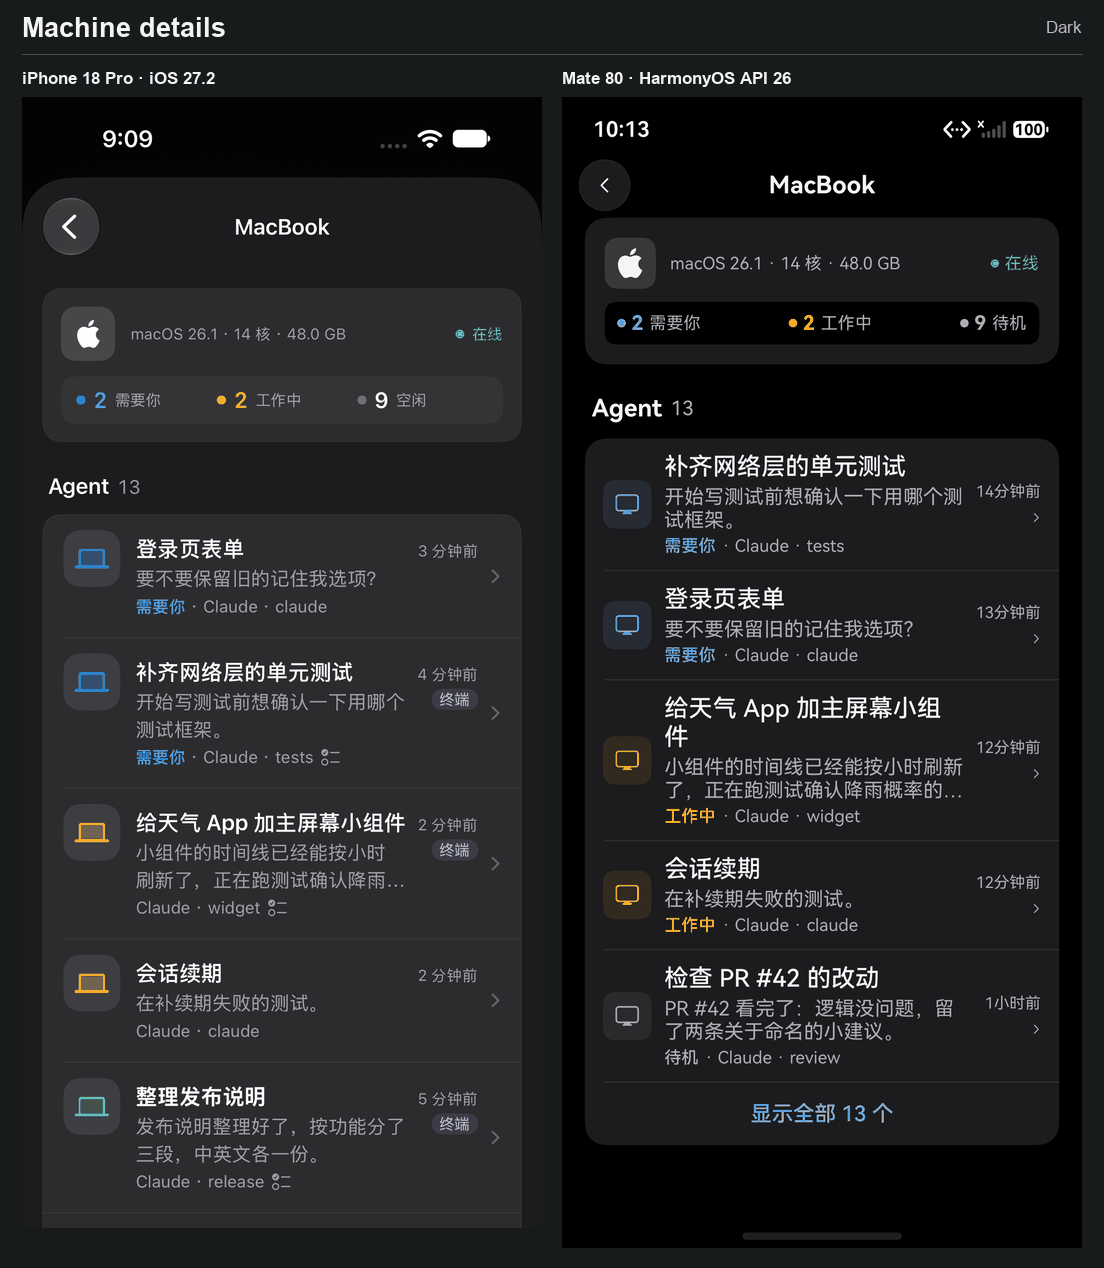 Machine details
Dark
iPhone 18 Pro · iOS 27.2
9:09
MacBook
macOS 26.1 · 14 核 · 48.0 GB
在线
2 需要你
2 工作中
9 空闲
Agent 13
登录页表单
3 分钟前
要不要保留旧的记住我选项?
需要你 · Claude · claude
补齐网络层的单元测试
4 分钟前
开始写测试前想确认一下用哪个
终端
测试框架。
需要你 · Claude · tests
给天气 App 加主屏幕小组件
2 分钟前
小组件的时间线已经能按小时
终端
刷新了，正在跑测试确认降雨…
Claude · widget
会话续期
2 分钟前
在补续期失败的测试。
Claude · claude
整理发布说明
5 分钟前
发布说明整理好了，按功能分了
终端
三段，中英文各一份。
Claude · release
Mate 80 · HarmonyOS API 26
10:13
100
MacBook
macOS 26.1 · 14 核 · 48.0 GB
在线
2 需要你
2 工作中
9 待机
Agent 13
补齐网络层的单元测试
开始写测试前想确认一下用哪个测
试框架。
需要你 · Claude · tests
14分钟前
登录页表单
要不要保留旧的记住我选项?
需要你 · Claude · claude
13分钟前
给天气 App 加主屏幕小组
件
小组件的时间线已经能按小时刷新
了，正在跑测试确认降雨概率的…
工作中 · Claude · widget
12分钟前
会话续期
在补续期失败的测试。
工作中 · Claude · claude
12分钟前
检查 PR #42 的改动
PR #42 看完了：逻辑没问题，留
了两条关于命名的小建议。
待机 · Claude · review
1小时前
显示全部 13 个